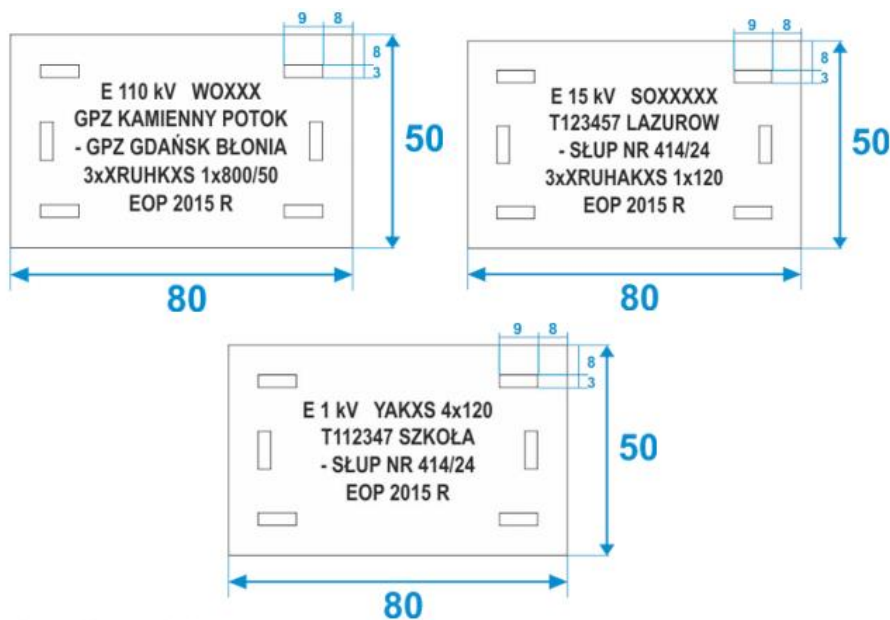 9 8
8
3
E 110 kV WOXXX
GPZ KAMIENNY POTOK
- GPZ GDAŃSK BŁONIA
3xXRUHKXS 1x800/50
EOP 2015 R
50
80
9 8
8
3
E 15 kV SOXXXXX
T123457 LAZUROW
- SŁUP NR 414/24
3xXRUHAKXS 1x120
EOP 2015 R
50
80
9 8
8
3
E 1 kV YAKXS 4x120
T112347 SZKOŁA
- SŁUP NR 414/24
EOP 2015 R
50
80